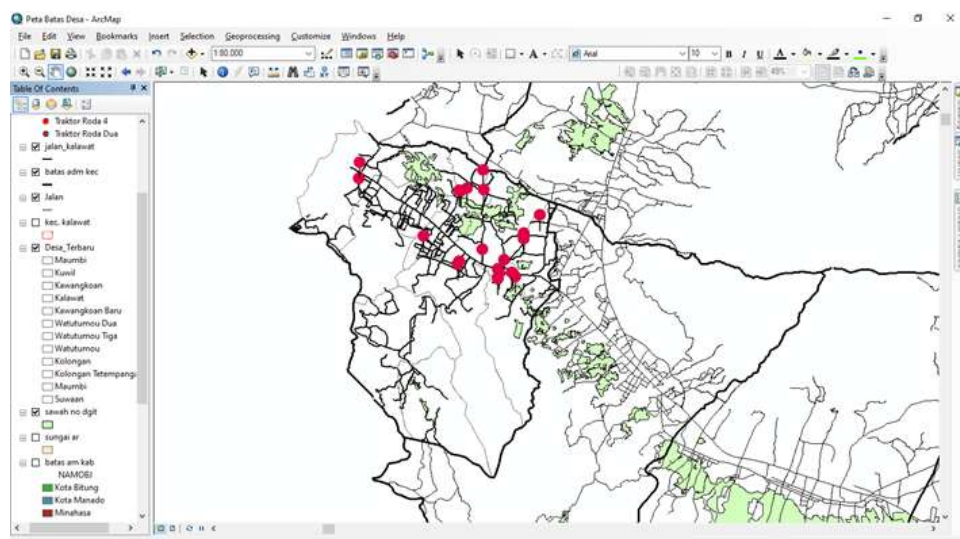 Peta Batas Desa - ArcMap
File Edit View Bookmarks Insert Selection Geoprocessing Customize Windows Help
1:80.000
Arial
10
B I U A
Table Of Contents
Traktor Roda 4
Traktor Roda Dua
jalan_kalawat
batas adm kec
Jalan
kec. kalawat
Desa_Terbaru
Maumbi
Kuwil
Kawangkoan
Kalawat
Kawangkoan Baru
Watutumou Dua
Watutumou Tiga
Watutumou
Kolongan
Kolongan Tetempanga
Maumbi
Suwaan
sawah no dgit
sungai ar
batas am kab
NAMOBJ
Kota Bitung
Kota Manado
Minahasa